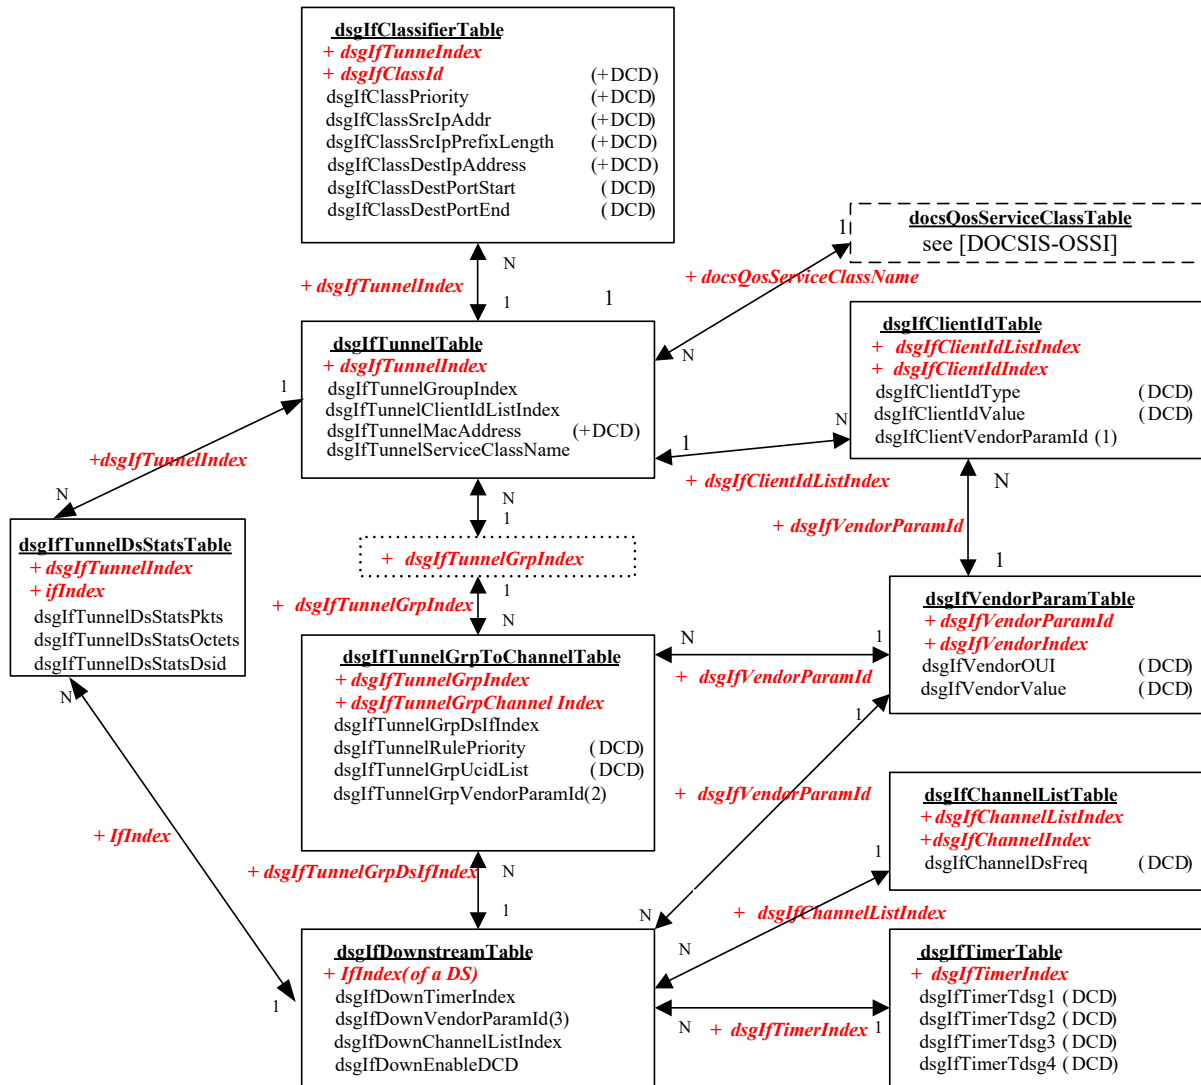 dsgIfClassifierTable
+ dsgIfTunneIndex
+ dsgIfClassId (+DCD)
dsgIfClassPriority (+DCD)
dsgIfClassSrcIpAddr (+DCD)
dsgIfClassSrcIpPrefixLength (+DCD)
dsgIfClassDestIpAddress (+DCD)
dsgIfClassDestPortStart (DCD)
dsgIfClassDestPortEnd (DCD)
N
+ dsgIfTunnelIndex
1
1
docsQosServiceClassTable
see [DOCSIS-OSSI]
1
+ docsQosServiceClassName
N
dsgIfTunnelTable
+ dsgIfTunnelIndex
dsgIfTunnelGroupIndex
dsgIfTunnelClientIdListIndex
dsgIfTunnelMacAddress (+DCD)
dsgIfTunnelServiceClassName
dsgIfClientIdTable
+ dsgIfClientIdListIndex
+ dsgIfClientIdIndex
dsgIfClientIdType (DCD)
dsgIfClientIdValue (DCD)
dsgIfClientVendorParamId (1)
N
1
+ dsgIfClientIdListIndex
1
+dsgIfTunnelIndex
N
N
1
+ dsgIfTunnelGrpIndex
1
+ dsgIfTunnelGrpIndex
N
N
+ dsgIfVendorParamId
1
dsgIfTunnelDsStatsTable
+ dsgIfTunnelIndex
+ ifIndex
dsgIfTunnelDsStatsPkts
dsgIfTunnelDsStatsOctets
dsgIfTunnelDsStatsDsid
N
dsgIfTunnelGrpToChannelTable
+ dsgIfTunnelGrpIndex
+ dsgIfTunnelGrpChannel Index
dsgIfTunnelGrpDsIfIndex
dsgIfTunnelRulePriority (DCD)
dsgIfTunnelGrpUcidList (DCD)
dsgIfTunnelGrpVendorParamId(2)
N
1
+ dsgIfVendorParamId
dsgIfVendorParamTable
+ dsgIfVendorParamId
+ dsgIfVendorIndex
dsgIfVendorOUI (DCD)
dsgIfVendorValue (DCD)
1
+ dsgIfVendorParamId
N
+ IfIndex
1
+ dsgIfTunnelGrpDsIfIndex
N
1
dsgIfChannelListTable
+ dsgIfChannelListIndex
+dsgIfChannelIndex
dsgIfChannelDsFreq (DCD)
1
+ dsgIfChannelListIndex
N
dsgIfDownstreamTable
+ IfIndex(of a DS)
dsgIfDownTimerIndex
dsgIfDownVendorParamId(3)
dsgIfDownChannelListIndex
dsgIfDownEnableDCD
N
+ dsgIfTimerIndex
1
dsgIfTimerTable
+ dsgIfTimerIndex
dsgIfTimerTdsg1 (DCD)
dsgIfTimerTdsg2 (DCD)
dsgIfTimerTdsg3 (DCD)
dsgIfTimerTdsg4 (DCD)